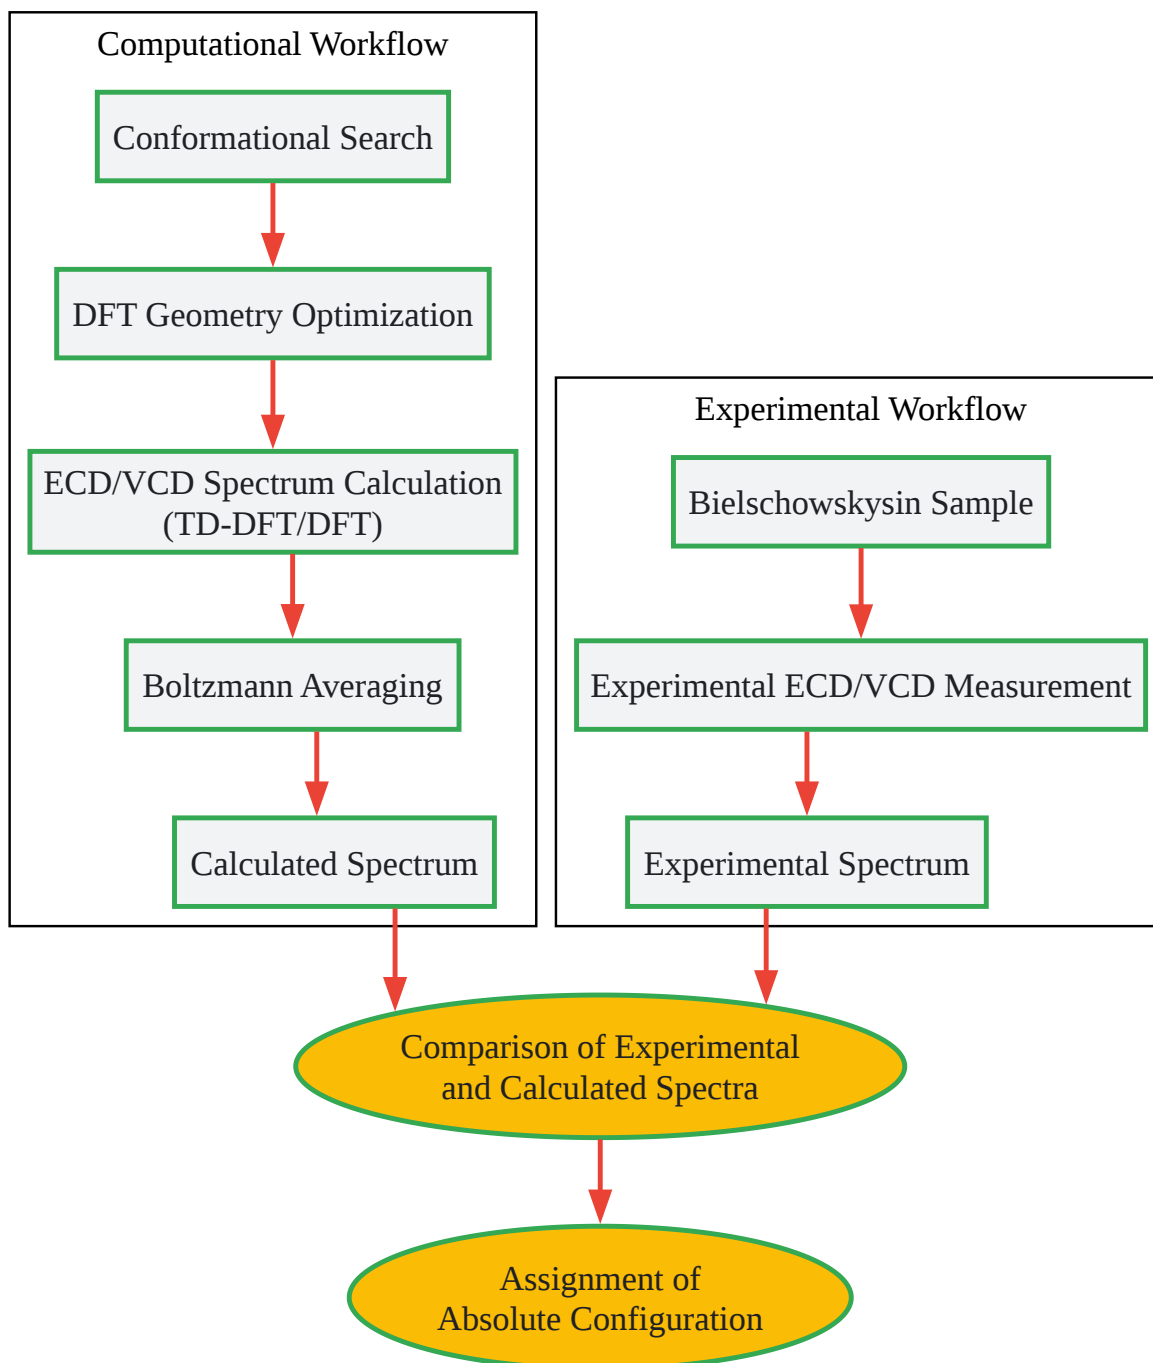 Computational Workflow
Conformational Search
DFT Geometry Optimization
ECD/VCD Spectrum Calculation
(TD-DFT/DFT)
Boltzmann Averaging
Calculated Spectrum
Experimental Workflow
Bielschowskysin Sample
Experimental ECD/VCD Measurement
Experimental Spectrum
Comparison of Experimental
and Calculated Spectra
Assignment of
Absolute Configuration